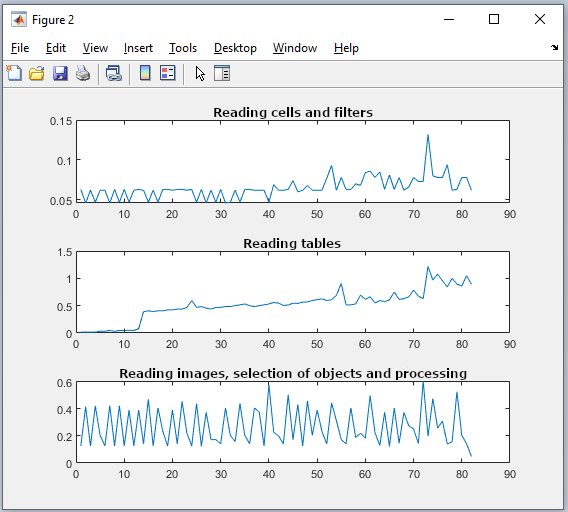 Figure 2
File Edit View Insert Tools Desktop Window Help
Reading cells and filters
0.15
0.1
0.05
0 10 20 30 40 50 60 70 80 90
Reading tables
1.5
1
0.5
0
0 10 20 30 40 50 60 70 80 90
Reading images, selection of objects and processing
0.6
0.4
0.2
0
0 10 20 30 40 50 60 70 80 90